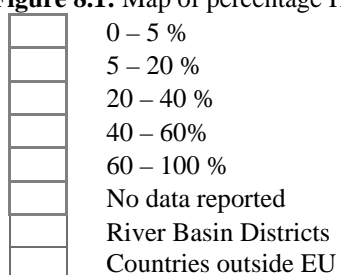 Figure 8.1: Map of percentage
0 – 5 %
5 – 20 %
20 – 40 %
40 – 60%
60 – 100 %
No data reported
River Basin Districts
Countries outside EU